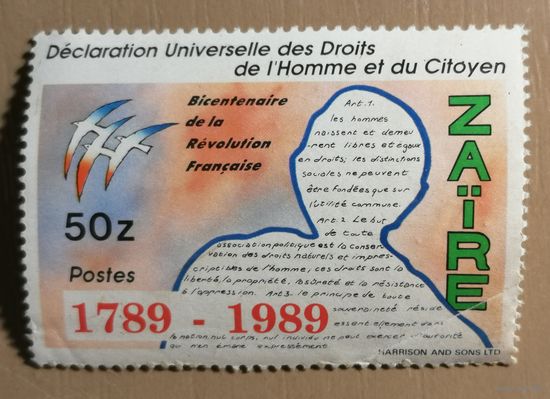 Déclaration Universelle des Droits
de l'Homme et du Citoyen
Bicentenaire
de la
Révolution
Française
ZAÏRE
50z
Postes
1789 - 1989
Art.1.
les hommes
naissent et demeu
rent libres et egaux
en droits; les distinctions
sociales ne peuvent
être fondées que sur
l'utilité commune.
Art. 2. Le but
de toute
association politique est la conser
vation des droits naturels et impres-
criptibles de l'homme, ces droits sont la
liberté, la propriété, la sûreté et la résistance
à l'oppression. Art.3. le principe de toute
souveraineté réside
essentiellement dans
la nation, nul corps, nul individu ne peut exercer d'autorité
qui n'en émane expressément
HARRISON AND SONS LTD